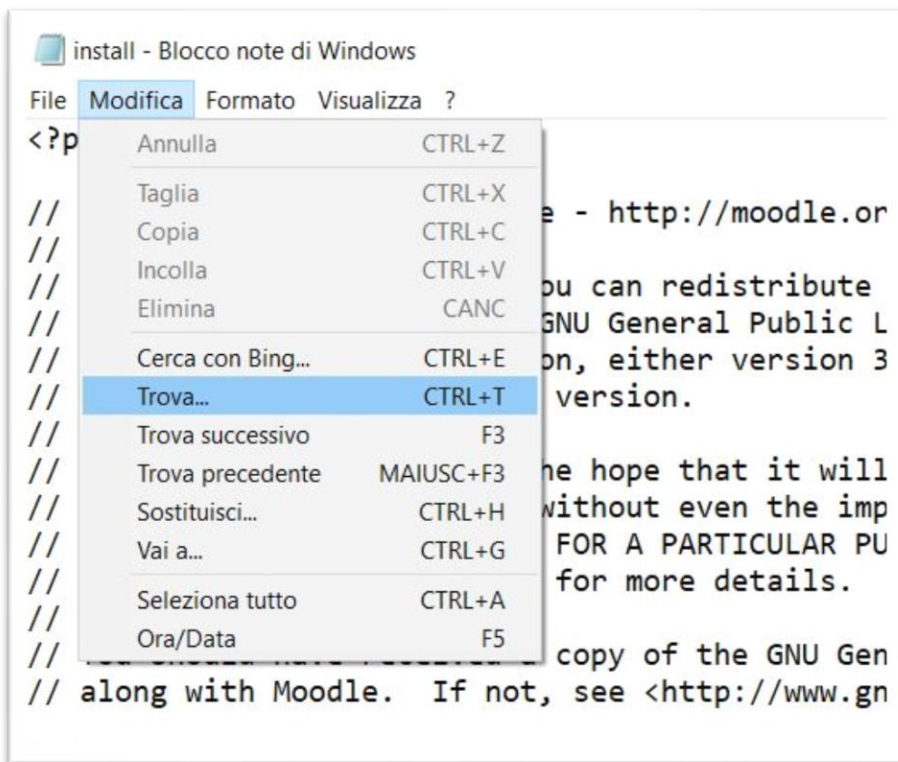 install - Blocco note di Windows
File Modifica Formato Visualizza ?
<?p
Annulla CTRL+Z
Taglia CTRL+X
// e - http://moodle.or
Copia CTRL+C
//
Incolla CTRL+V
// ou can redistribute
Elimina CANC
// GNU General Public L
Cerca con Bing... CTRL+E
// on, either version 3
Trova... CTRL+T
// version.
Trova successivo F3
//
Trova precedente MAIUSC+F3
// he hope that it will
Sostituisci... CTRL+H
// without even the imp
Vai a... CTRL+G
// FOR A PARTICULAR PU
// for more details.
Seleziona tutto CTRL+A
//
Ora/Data F5
// copy of the GNU Gen
// along with Moodle. If not, see <http://www.gn